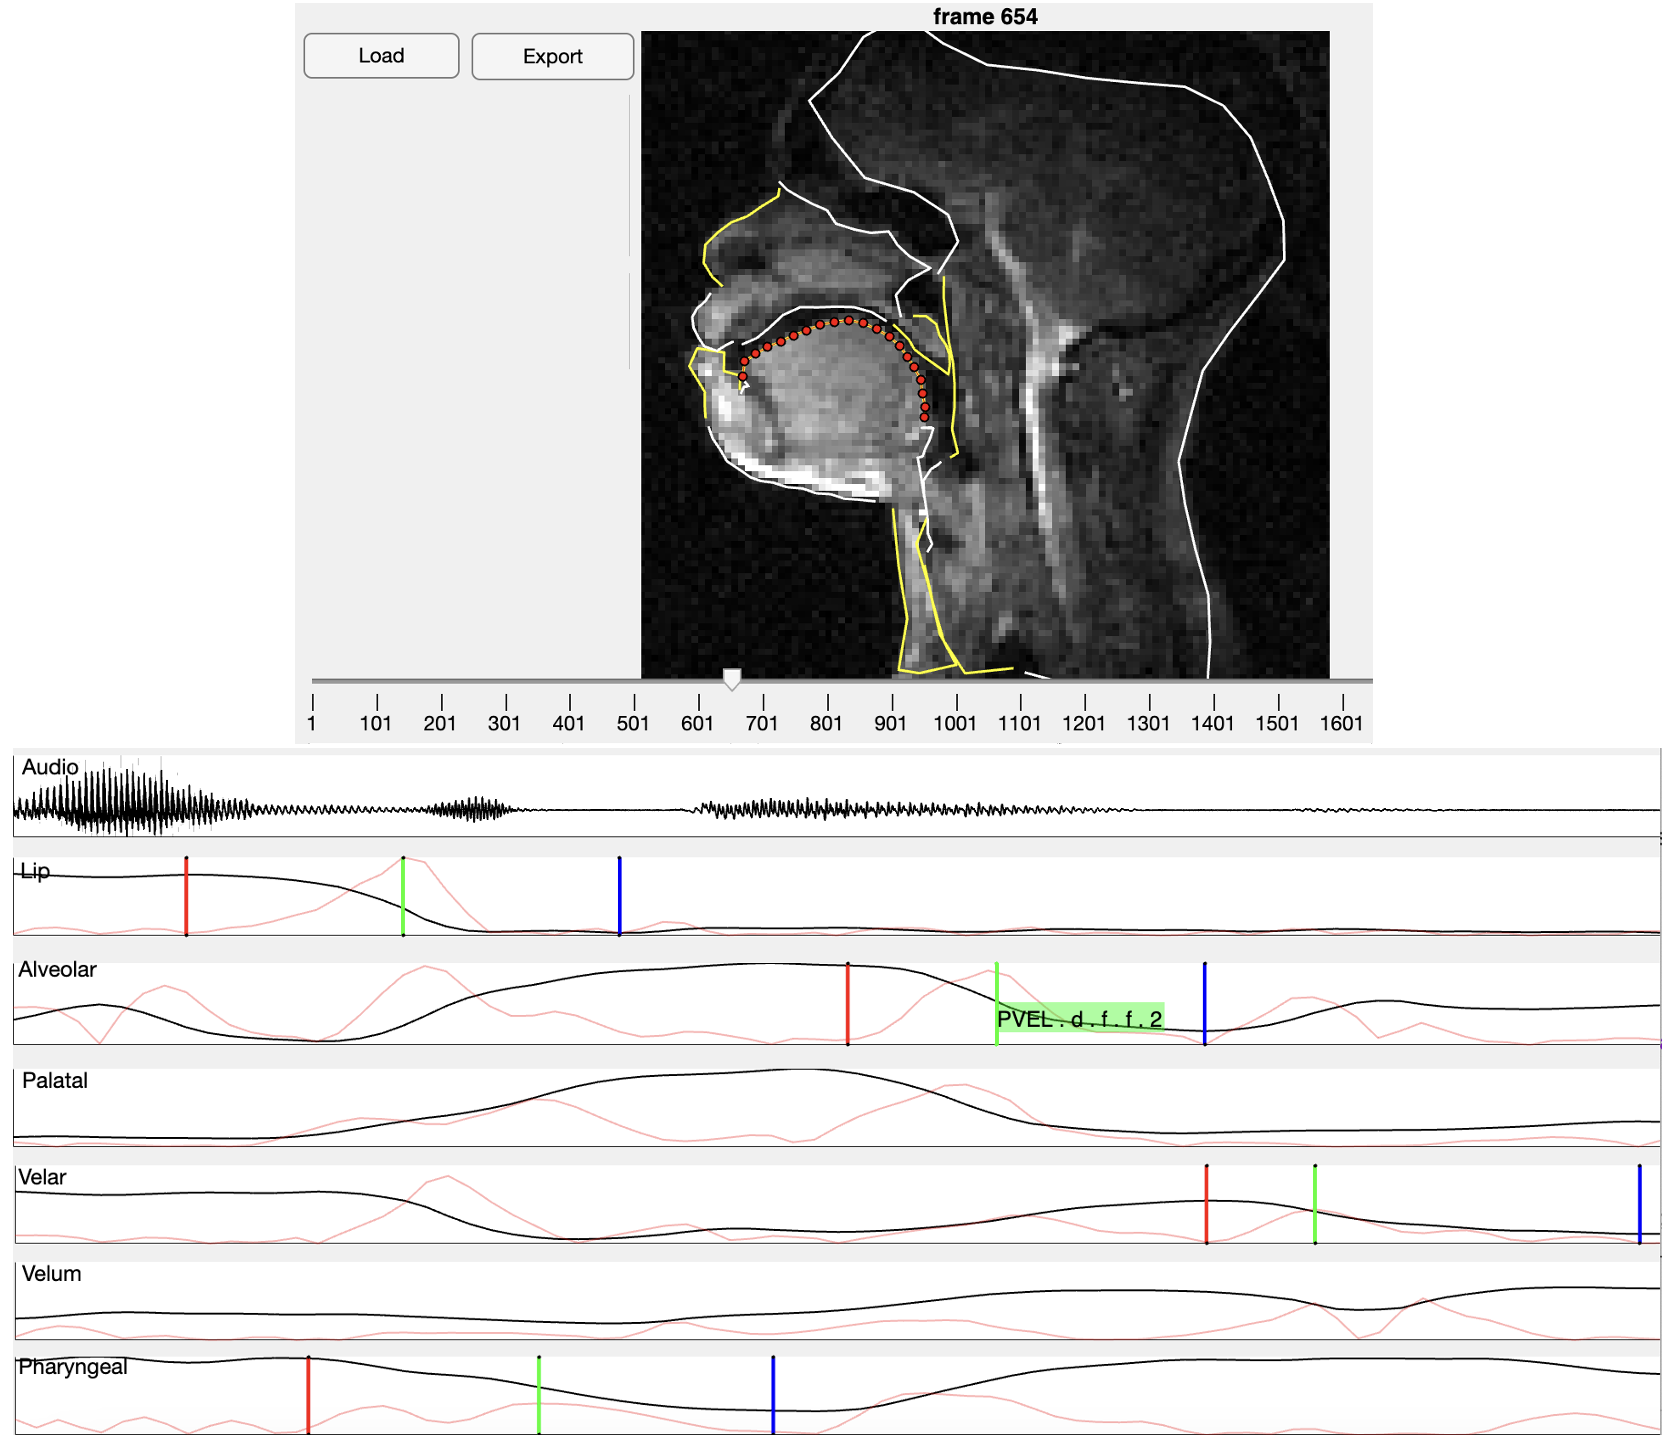 frame 654
Load Export
1 101 201 301 401 501 601 701 801 901 1001 1101 1201 1301 1401 1501 1601
Audio
Lip
Alveolar
PVEL.d.f.f.2
Palatal
Velar
Velum
Pharyngeal